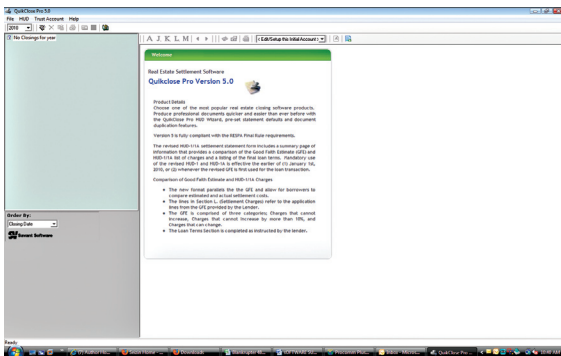 QuikClose Pro 5.0
File HUD Trust Account Help
2010
No Closings for year
A J K L M
< Edit/Setup this Initial Account >
Welcome
Real Estate Settlement Software
Quikclose Pro Version 5.0
Product Details
Choose one of the most popular real estate closing software products.
Produce professional documents quicker and easier than ever before with
the Quikclose Pro HUD Wizard, pre-set statement defaults and document
duplication features.
Version 5 is fully compliant with the RESPA Final Rule requirements.
The revised HUD-1/1A settlement statement form includes a summary page of
information that provides a comparison of the Good Faith Estimate (GFE) and
HUD-1/1A list of charges and a listing of the final loan terms. Mandatory use
of the revised HUD-1 and HUD-1A is effective the earlier of (1) January 1st,
2010, or (2) whenever the revised GFE is first used for the loan transaction.
Comparison of Good Faith Estimate and HUD-1/1A Charges
The new format parallels the the GFE and allow for borrowers to
compare estimated and actual settlement costs.
The lines in Section L. (Settlement Charges) refer to the application
lines from the GFE provided by the Lender.
The GFE is comprised of three categories; Charges that cannot
increase, Charges that cannot increase by more than 10%, and
Charges that can change.
The Loan Terms Section is completed as instructed by the lender.
Order By:
Closing Date
Ready
Downloads
Inbox - Micros...
QuikClose Pro ...
10:48 AM